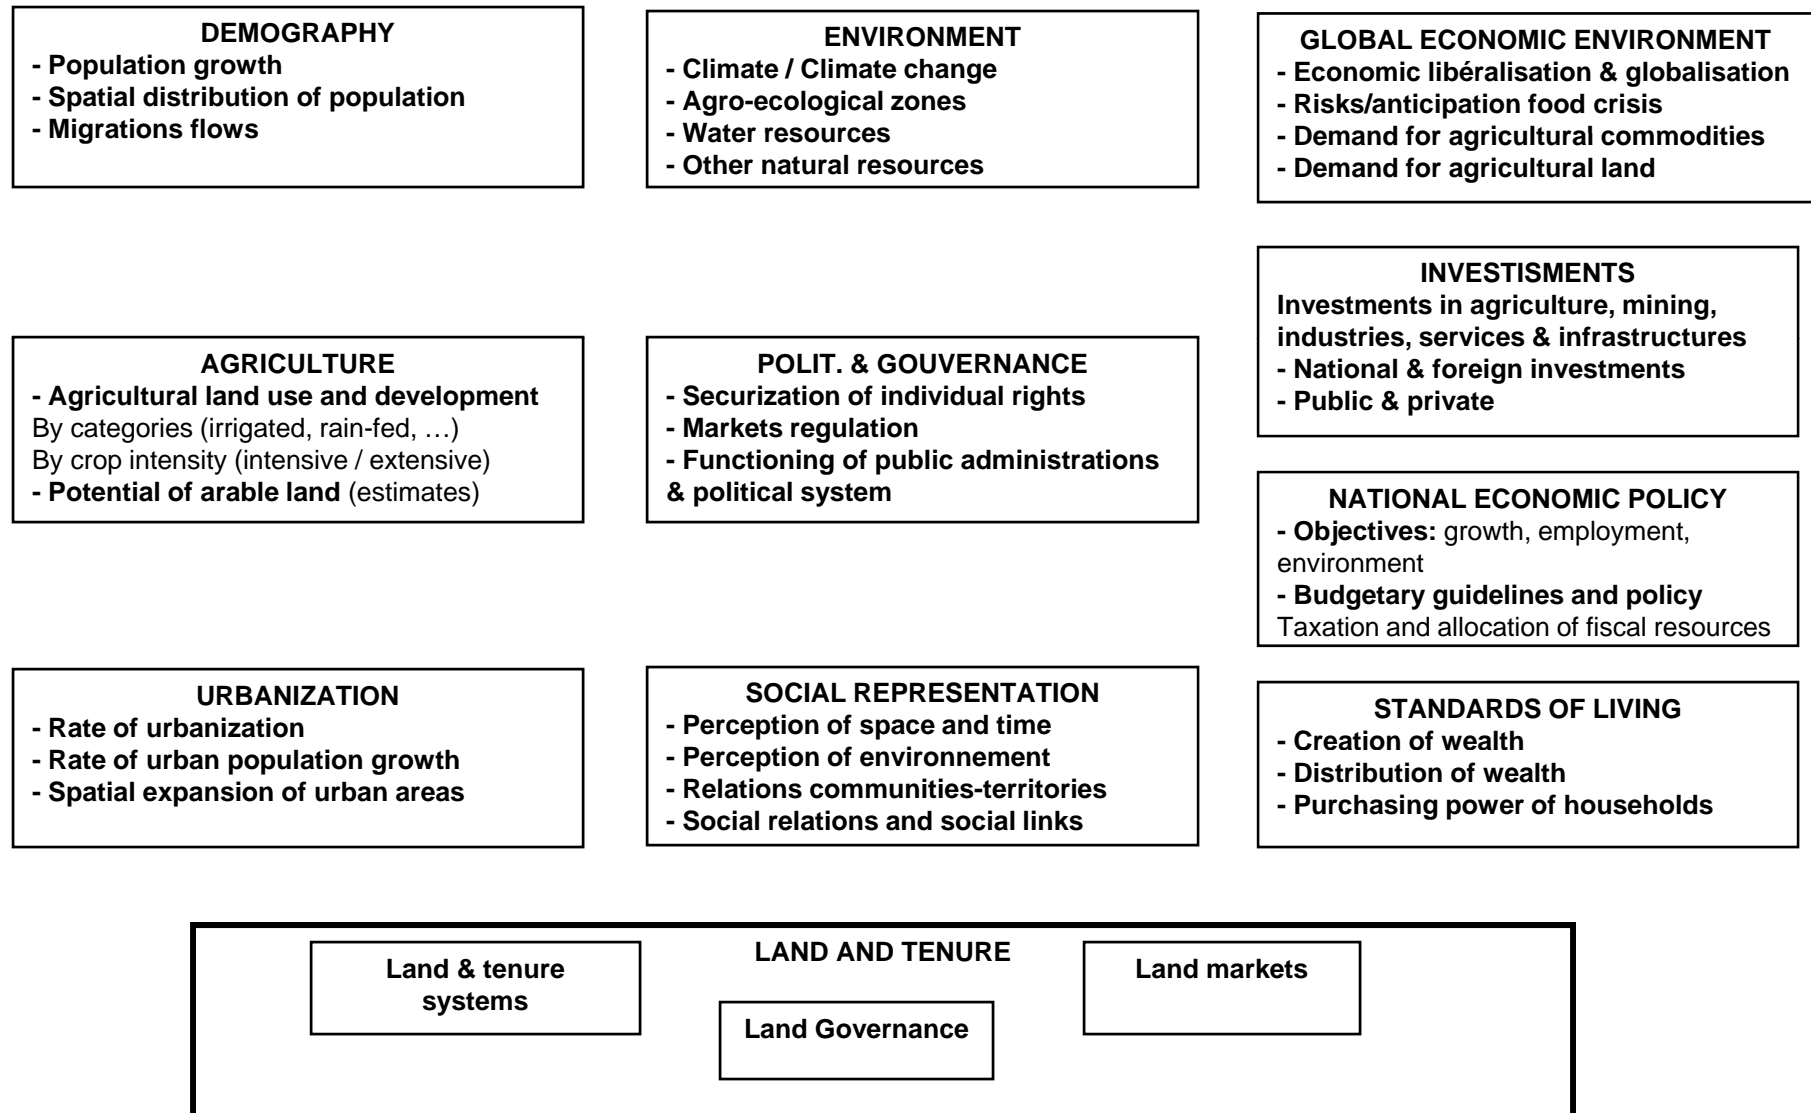 DEMOGRAPHY
- Population growth
- Spatial distribution of population
- Migrations flows
ENVIRONMENT
- Climate / Climate change
- Agro-ecological zones
- Water resources
- Other natural resources
GLOBAL ECONOMIC ENVIRONMENT
- Economic libéralisation & globalisation
- Risks/anticipation food crisis
- Demand for agricultural commodities
- Demand for agricultural land
INVESTISMENTS
Investments in agriculture, mining,
industries, services & infrastructures
- National & foreign investments
- Public & private
AGRICULTURE
- Agricultural land use and development
By categories (irrigated, rain-fed, …)
By crop intensity (intensive / extensive)
- Potential of arable land (estimates)
POLIT. & GOUVERNANCE
- Securization of individual rights
- Markets regulation
- Functioning of public administrations
& political system
NATIONAL ECONOMIC POLICY
- Objectives: growth, employment,
environment
- Budgetary guidelines and policy
Taxation and allocation of fiscal resources
URBANIZATION
- Rate of urbanization
- Rate of urban population growth
- Spatial expansion of urban areas
SOCIAL REPRESENTATION
- Perception of space and time
- Perception of environnement
- Relations communities-territories
- Social relations and social links
STANDARDS OF LIVING
- Creation of wealth
- Distribution of wealth
- Purchasing power of households
LAND AND TENURE
Land & tenure
systems
Land Governance
Land markets